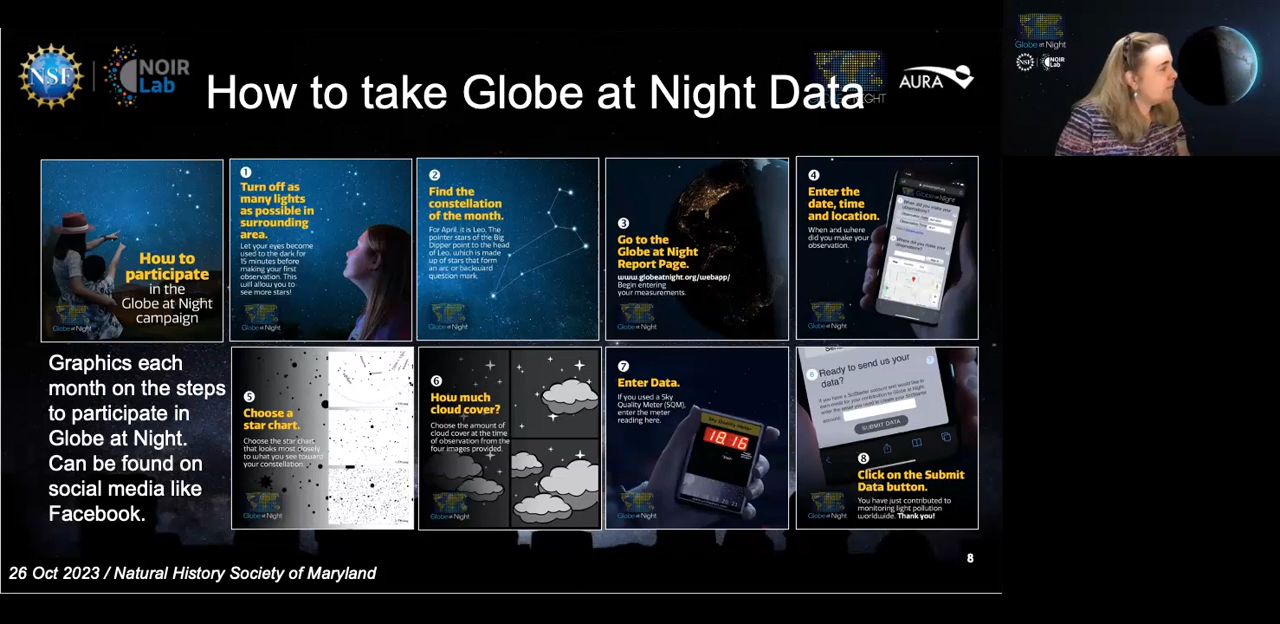 NSF
NOIR
Lab
How to take Globe at Night Data
AURA
Globe at Night
NSF
NOIR
Lab
How to
participate
in the
Globe at Night
campaign
Globe at Night
1
Turn off as
many lights
as possible in
surrounding
area.
Let your eyes become
used to the dark for
15 minutes before
making your first
observation. This
will allow you to
see more stars!
Globe at Night
2
Find the
constellation
of the month.
For April, it is Leo. The
pointer stars of the Big
Dipper point to the head
of Leo, which is made
up of stars that form
an arc or backward
question mark.
Globe at Night
3
Go to the
Globe at Night
Report Page.
www.globeatnight.org/webapp/
Begin entering
your measurements.
Globe at Night
4
Enter the
date, time
and location.
When and where
did you make your
observation.
Globe at Night
Graphics each
month on the steps
to participate in
Globe at Night.
Can be found on
social media like
Facebook.
5
Choose a
star chart.
Choose the star chart
that looks most closely
to what you see toward
your constellation.
Globe at Night
6
How much
cloud cover?
Choose the amount of
cloud cover at the time
of observation from the
four images provided.
Globe at Night
7
Enter Data.
If you used a Sky
Quality Meter (SQM),
enter the meter
reading here.
Sky Quality Meter
18.16
Globe at Night
Ready to send us your
data?
SUBMIT DATA
8
Click on the Submit
Data button.
You have just contributed to
monitoring light pollution
worldwide. Thank you!
Globe at Night
8
26 Oct 2023 / Natural History Society of Maryland